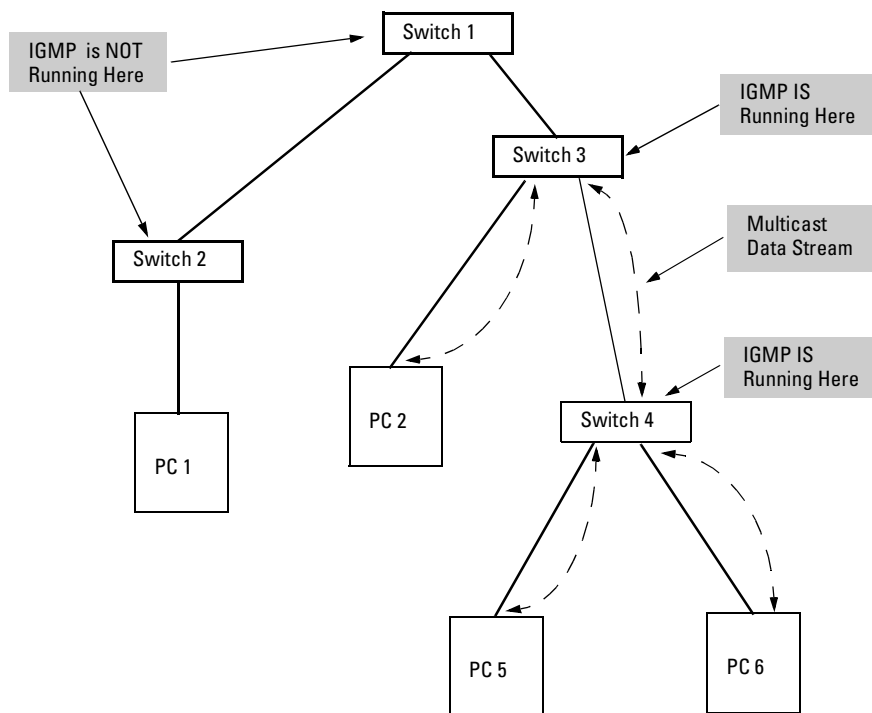 Switch 1
IGMP is NOT
Running Here
IGMP IS
Running Here
Switch 3
Multicast
Data Stream
Switch 2
IGMP IS
Running Here
PC 2
Switch 4
PC 1
PC 5
PC 6